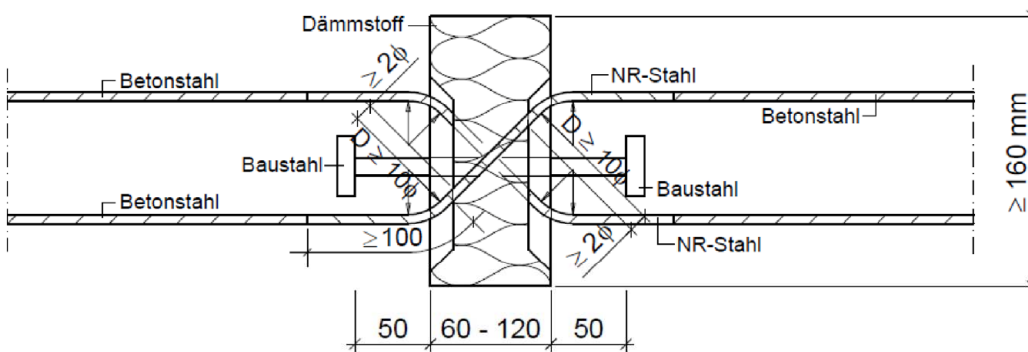 Dämmstoff
Betonstahl
≥ 2ϕ
NR-Stahl
Betonstahl
D ≥ 10ϕ
D ≥ 10ϕ
Baustahl
Baustahl
≥ 160 mm
Betonstahl
≥100
≥ 2ϕ
NR-Stahl
50
60 - 120
50